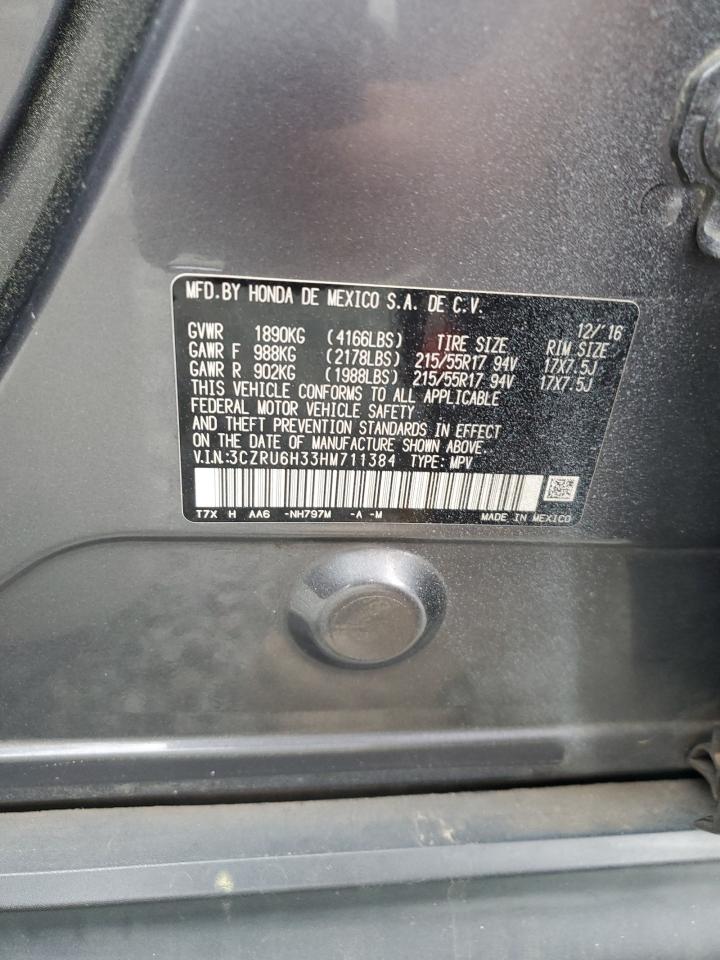 MFD.BY HONDA DE MEXICO S.A. DE C.V.
12/'16
GVWR 1890KG (4166LBS) TIRE SIZE RIM SIZE
GAWR F 988KG (2178LBS) 215/55R17 94V 17X7.5J
GAWR R 902KG (1988LBS) 215/55R17 94V 17X7.5J
THIS VEHICLE CONFORMS TO ALL APPLICABLE
FEDERAL MOTOR VEHICLE SAFETY
AND THEFT PREVENTION STANDARDS IN EFFECT
ON THE DATE OF MANUFACTURE SHOWN ABOVE.
V.I.N.:3CZRU6H33HM711384 TYPE: MPV
T7X H AA6 -NH797M -A -M MADE IN MEXICO